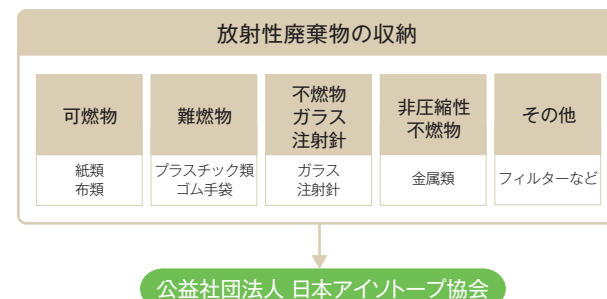 放射性廃棄物の収納
可燃物
紙類
布類
難燃物
プラスチック類
ゴム手袋
不燃物
ガラス
注射針
ガラス
注射針
非圧縮性
不燃物
金属類
その他
フィルターなど
公益社団法人 日本アイソトープ協会